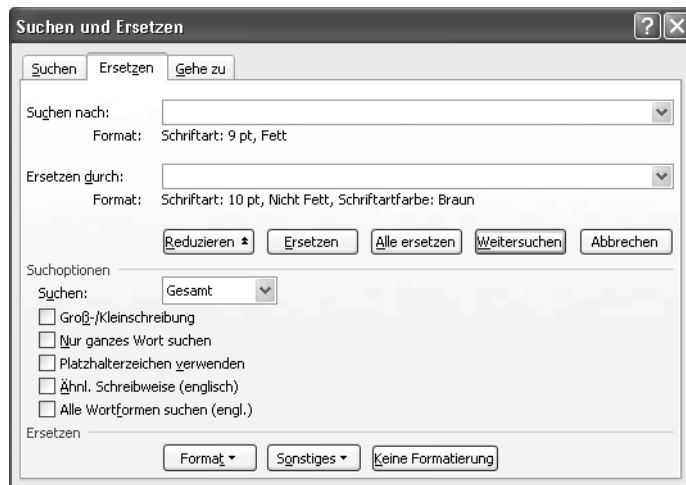 Suchen und Ersetzen
Suchen Ersetzen Gehe zu
Suchen nach:
Format: Schriftart: 9 pt, Fett
Ersetzen durch:
Format: Schriftart: 10 pt, Nicht Fett, Schriftartfarbe: Braun
Reduzieren Ersetzen Alle ersetzen Weitersuchen Abbrechen
Suchoptionen
Suchen: Gesamt
Groß-/Kleinschreibung
Nur ganzes Wort suchen
Platzhalterzeichen verwenden
Ähnl. Schreibweise (englisch)
Alle Wortformen suchen (engl.)
Ersetzen
Format Sonstiges Keine Formatierung